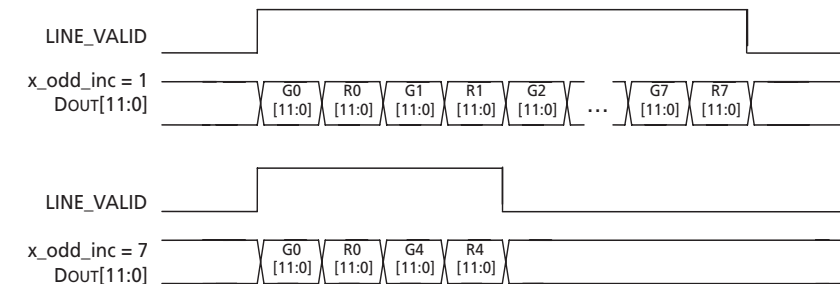 LINE_VALID
x_odd_inc = 1
DOUT[11:0]
G0 R0 G1 R1 G2 G7 R7
[11:0] [11:0] [11:0] [11:0] [11:0] ... [11:0] [11:0]
LINE_VALID
x_odd_inc = 7
DOUT[11:0]
G0 R0 G4 R4
[11:0] [11:0] [11:0] [11:0]